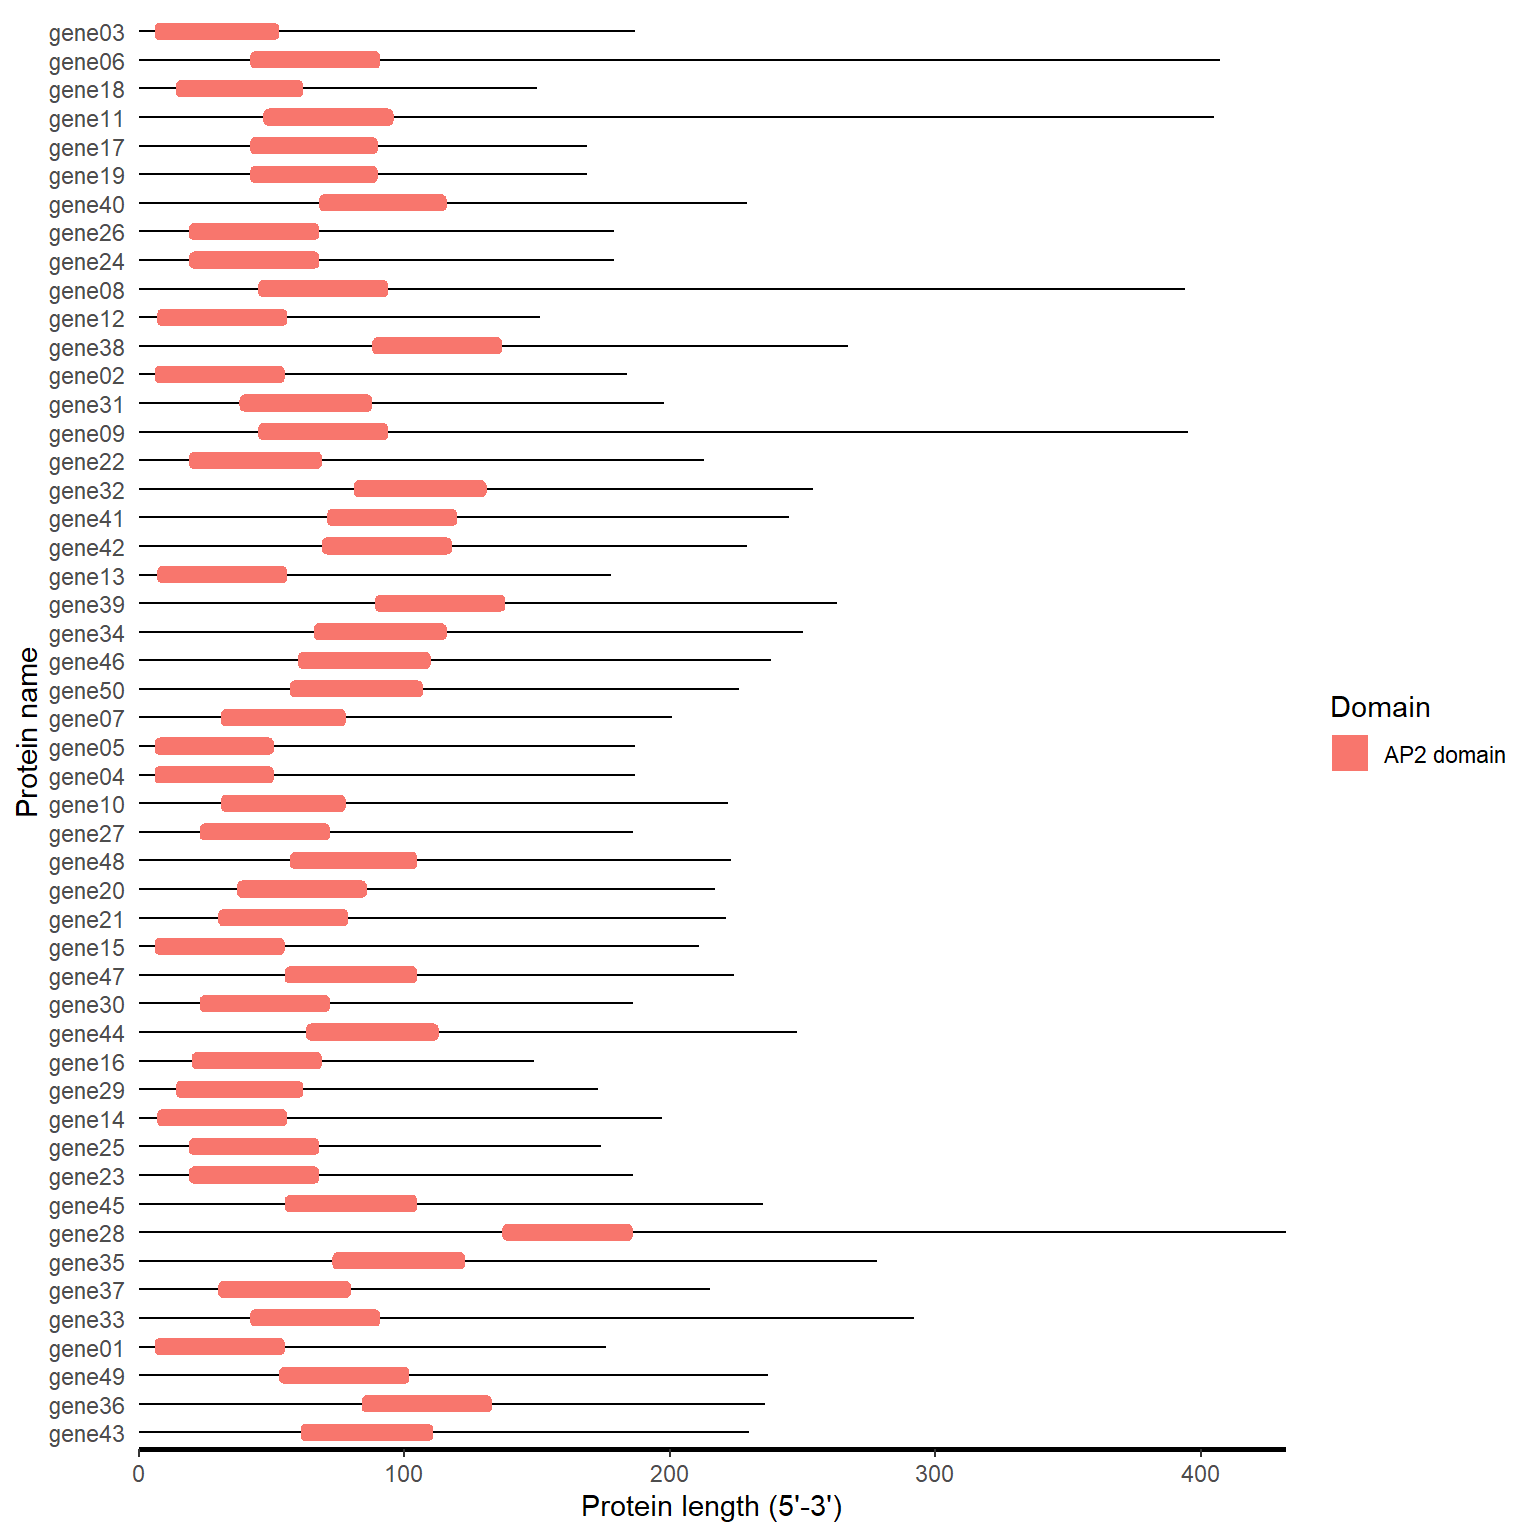 gene03
gene06
gene18
gene11
gene17
gene19
gene40
gene26
gene24
gene08
gene12
gene38
gene02
gene31
gene09
gene22
gene32
gene41
gene42
gene13
gene39
gene34
gene46
gene50
gene07
gene05
gene04
gene10
gene27
gene48
gene20
gene21
gene15
gene47
gene30
gene44
gene16
gene29
gene14
gene25
gene23
gene45
gene28
gene35
gene37
gene33
gene01
gene49
gene36
gene43
Protein name
0 100 200 300 400
Protein length (5'-3')
Domain
AP2 domain